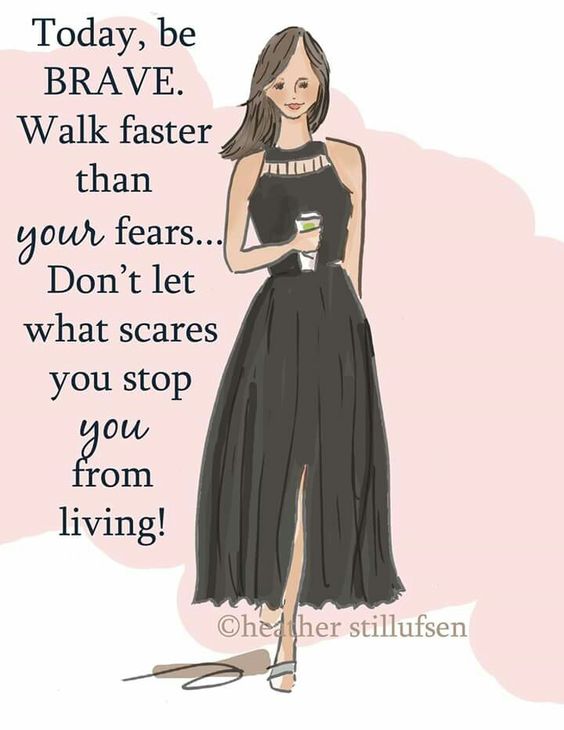 Today, be
BRAVE.
Walk faster
than
your fears...
Don't let
what scares
you stop
you
from
living!
©heather stillufsen